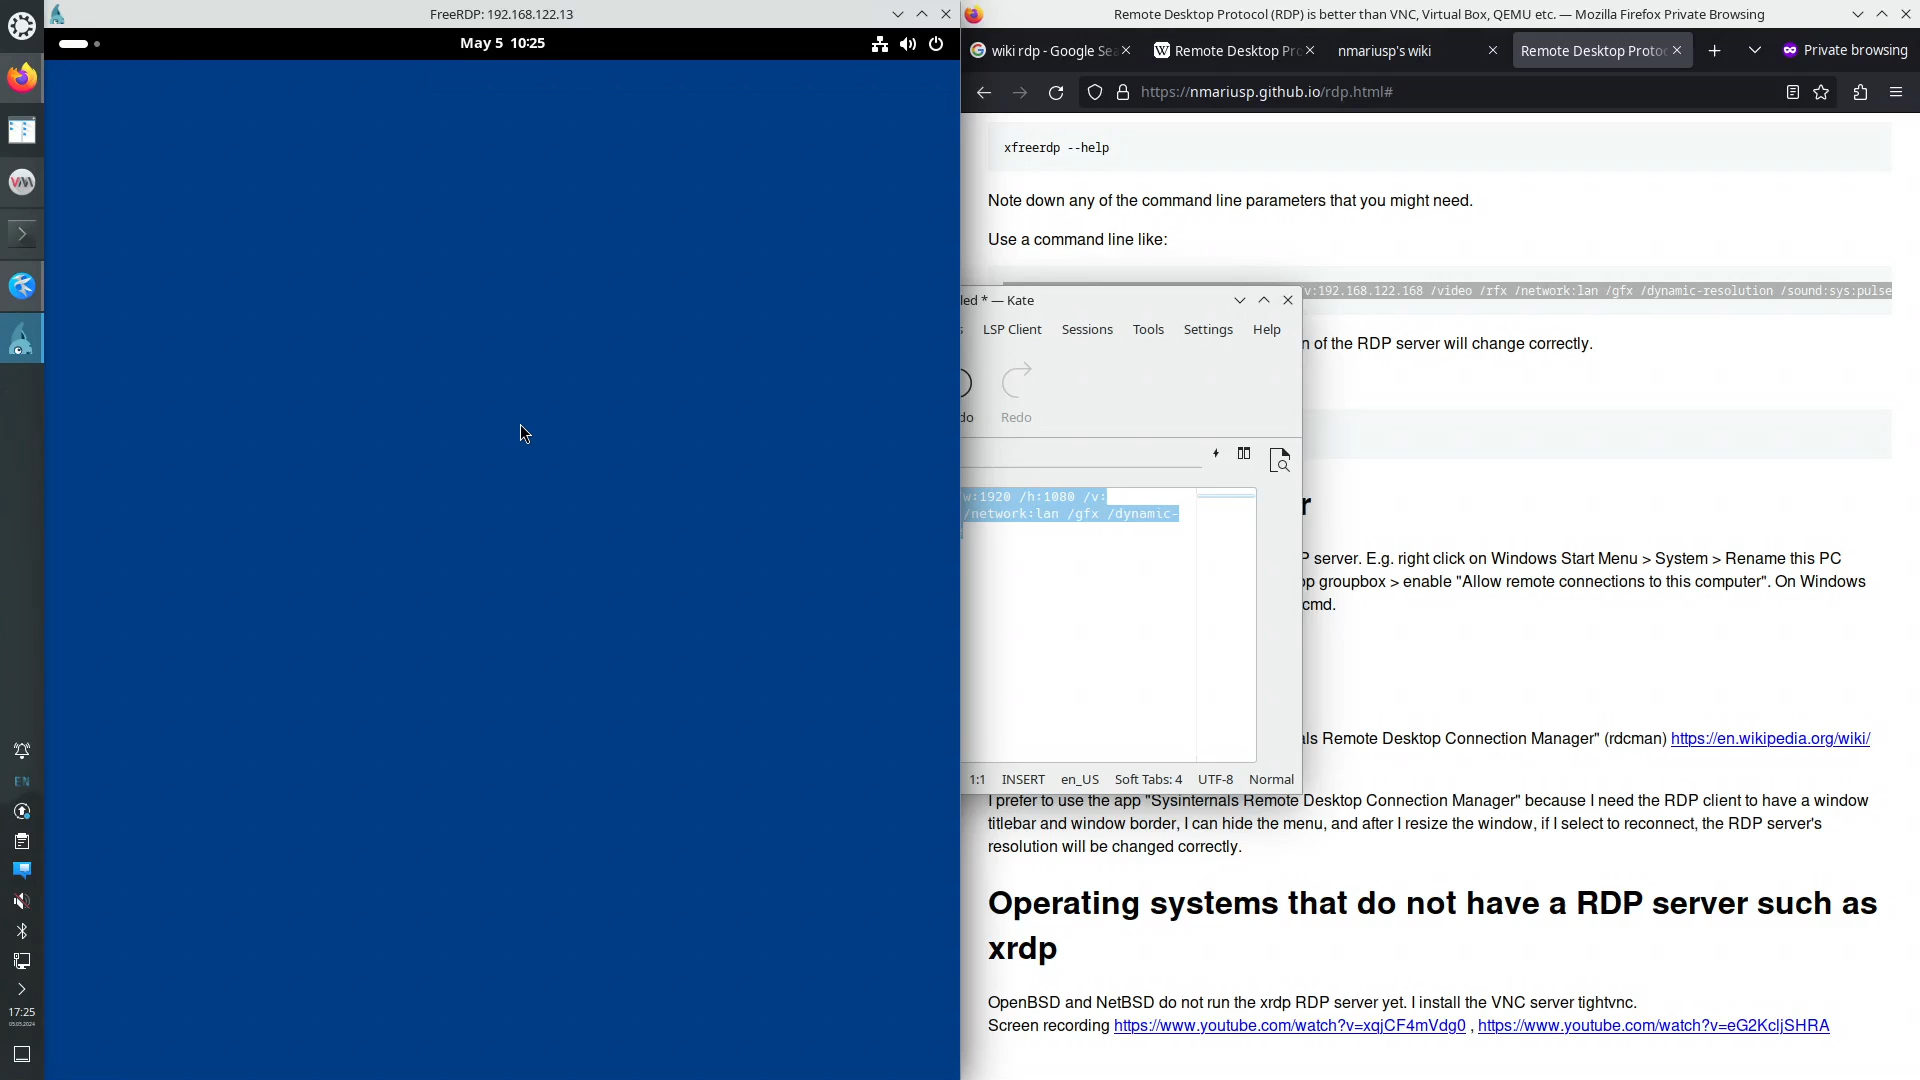 FreeRDP: 192.168.122.13
May 5 10:25
EN
17:25
Remote Desktop Protocol (RDP) is better than VNC, Virtual Box, QEMU etc. — Mozilla Firefox Private Browsing
wiki rdp - Google Sea
Remote Desktop Pro
nmariusp's wiki
Remote Desktop Protoc
Private browsing
https://nmariusp.github.io/rdp.html#
xfreerdp --help
Note down any of the command line parameters that you might need.
Use a command line like:
v:192.168.122.168 /video /rfx /network:lan /gfx /dynamic-resolution /sound:sys:pulse
led * — Kate
s LSP Client Sessions Tools Settings Help
n of the RDP server will change correctly.
do Redo
w:1920 /h:1080 /v:
/network:lan /gfx /dynamic-
r
P server. E.g. right click on Windows Start Menu > System > Rename this PC
op groupbox > enable "Allow remote connections to this computer". On Windows
cmd.
als Remote Desktop Connection Manager" (rdcman) https://en.wikipedia.org/wiki/
1:1 INSERT en_US Soft Tabs: 4 UTF-8 Normal
I prefer to use the app "Sysinternals Remote Desktop Connection Manager" because I need the RDP client to have a window
titlebar and window border, I can hide the menu, and after I resize the window, if I select to reconnect, the RDP server's
resolution will be changed correctly.
Operating systems that do not have a RDP server such as
xrdp
OpenBSD and NetBSD do not run the xrdp RDP server yet. I install the VNC server tightvnc.
Screen recording https://www.youtube.com/watch?v=xqjCF4mVdg0 , https://www.youtube.com/watch?v=eG2KcljSHRA